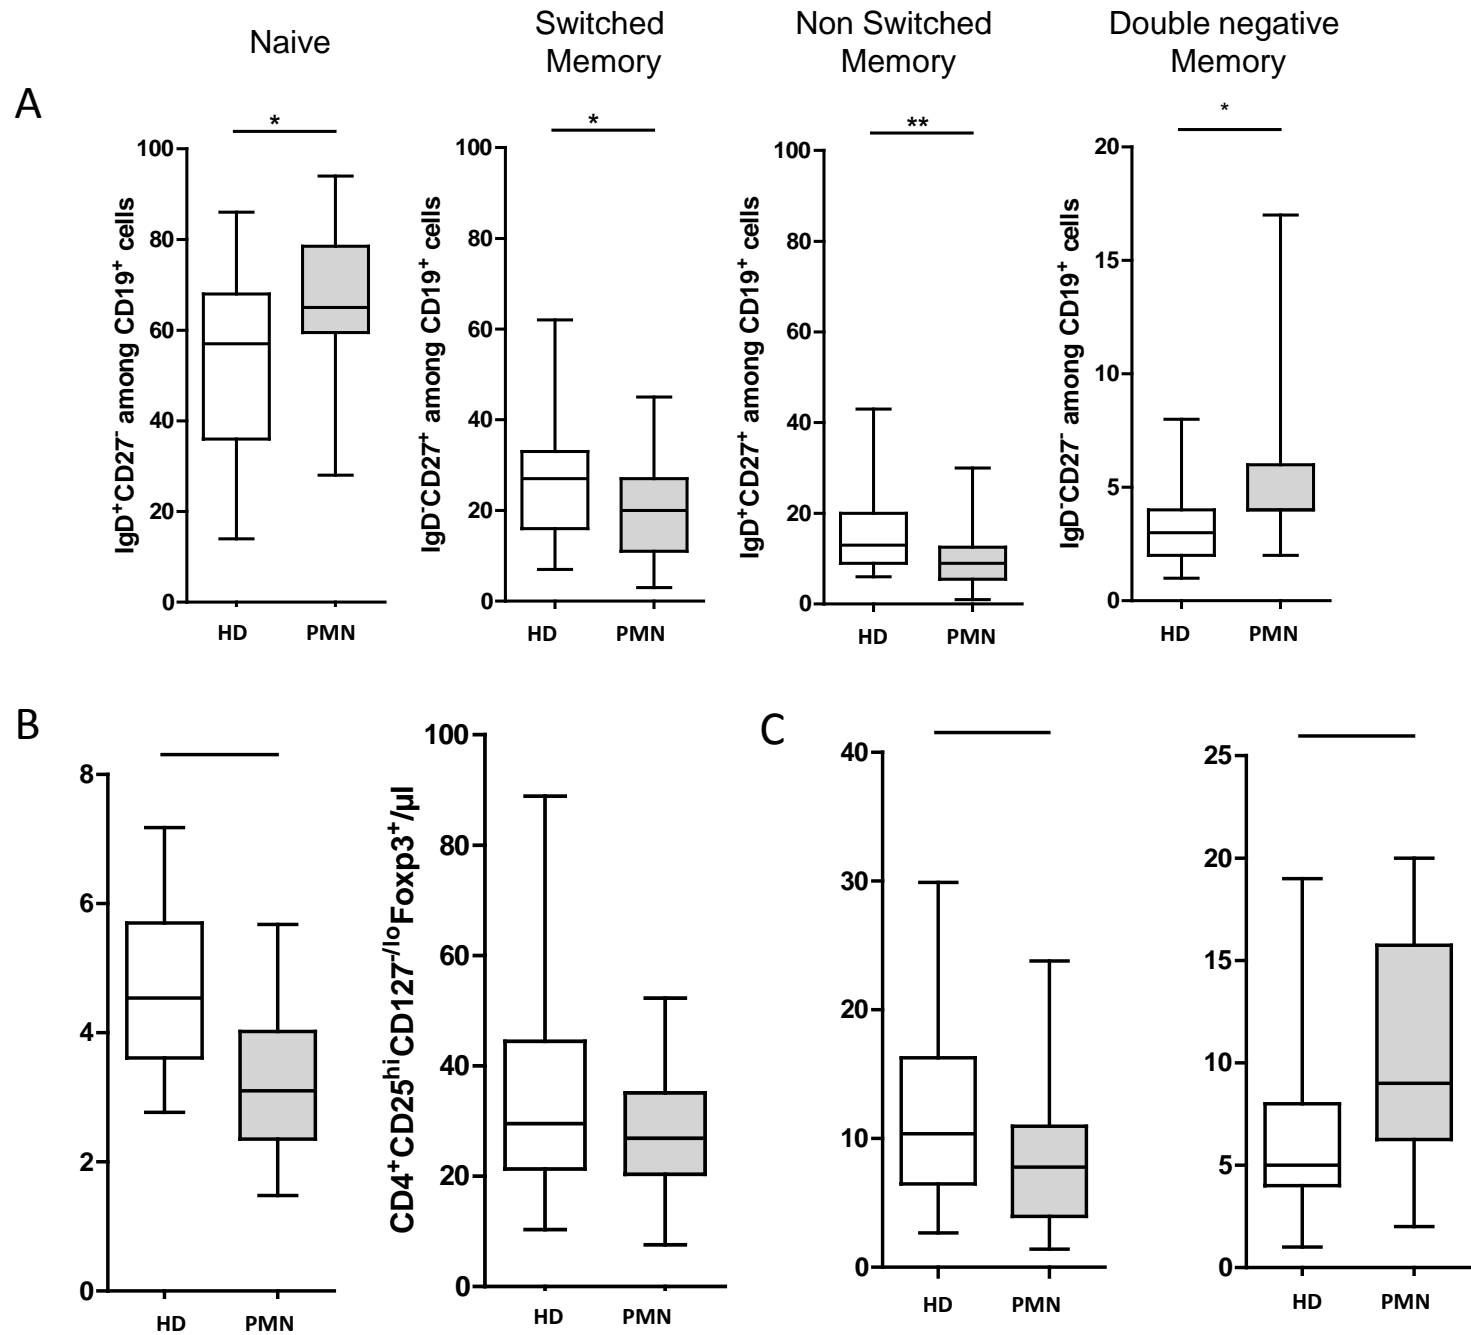 Naive
Switched
Memory
Non Switched
Memory
Double negative
Memory
A
*
100
80
60
40
20
0
IgD⁺CD27⁻ among CD19⁺ cells
HD
PMN
*
100
80
60
40
20
0
IgD⁻CD27⁺ among CD19⁺ cells
HD
PMN
**
100
80
60
40
20
0
IgD⁺CD27⁺ among CD19⁺ cells
HD
PMN
*
20
15
10
5
0
IgD⁻CD27⁻ among CD19⁺ cells
HD
PMN
B
8
6
4
2
0
HD
PMN
100
80
60
40
20
0
CD4⁺CD25ʰⁱCD127⁻/ˡᵒFoxp3⁺/µl
HD
PMN
C
40
30
20
10
0
HD
PMN
25
20
15
10
5
0
HD
PMN